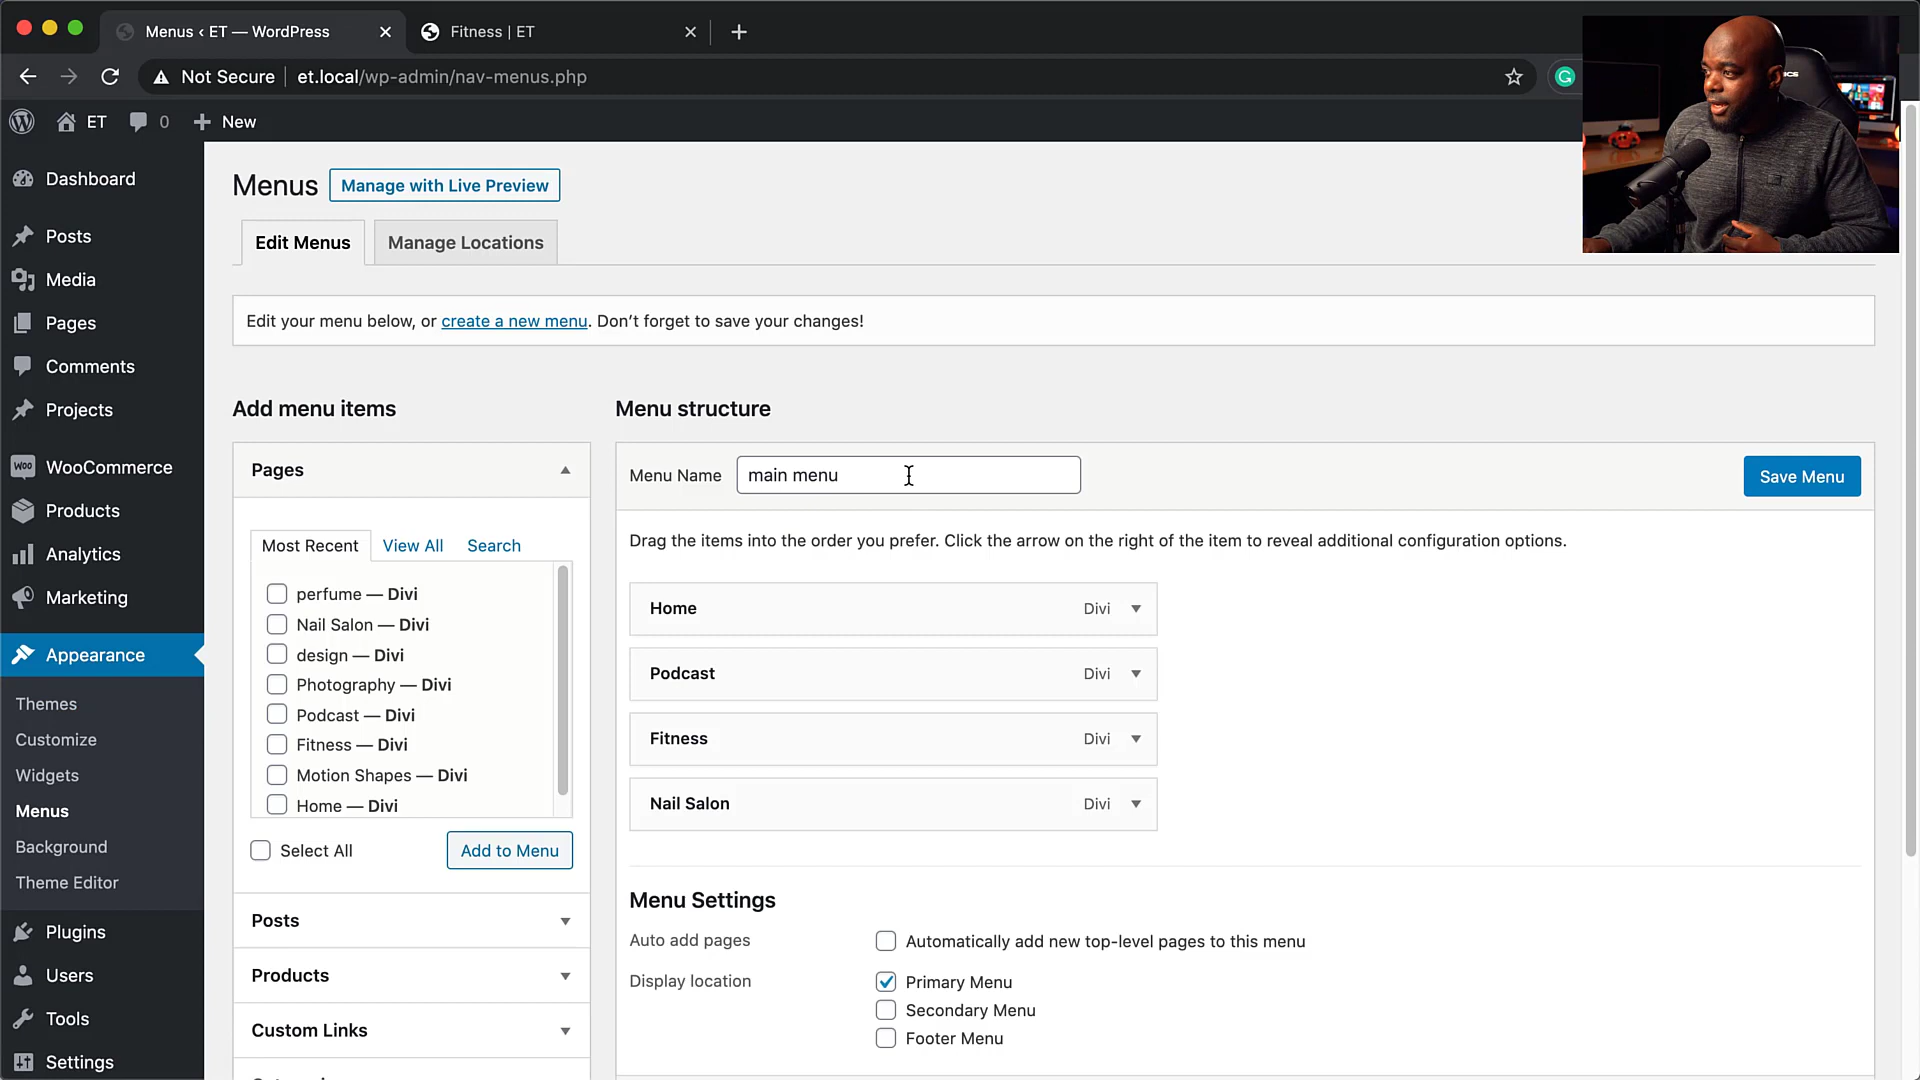 Menus ‹ ET — WordPress
Fitness | ET
Not Secure
et.local/wp-admin/nav-menus.php
G
ET
0
New
Dashboard
Posts
Media
Pages
Comments
Projects
WOO
WooCommerce
Products
Analytics
Marketing
Appearance
Themes
Customize
Widgets
Menus
Background
Theme Editor
Plugins
Users
Tools
Settings
Menus
Manage with Live Preview
Edit Menus
Manage Locations
Edit your menu below, or create a new menu. Don’t forget to save your changes!
Add menu items
Pages
Most Recent
View All
Search
perfume — Divi
Nail Salon — Divi
design — Divi
Photography — Divi
Podcast — Divi
Fitness — Divi
Motion Shapes — Divi
Home — Divi
Select All
Add to Menu
Posts
Products
Custom Links
Menu structure
Menu Name
main menu
Save Menu
Drag the items into the order you prefer. Click the arrow on the right of the item to reveal additional configuration options.
Home Divi
Podcast Divi
Fitness Divi
Nail Salon Divi
Menu Settings
Auto add pages
Automatically add new top-level pages to this menu
Display location
Primary Menu
Secondary Menu
Footer Menu